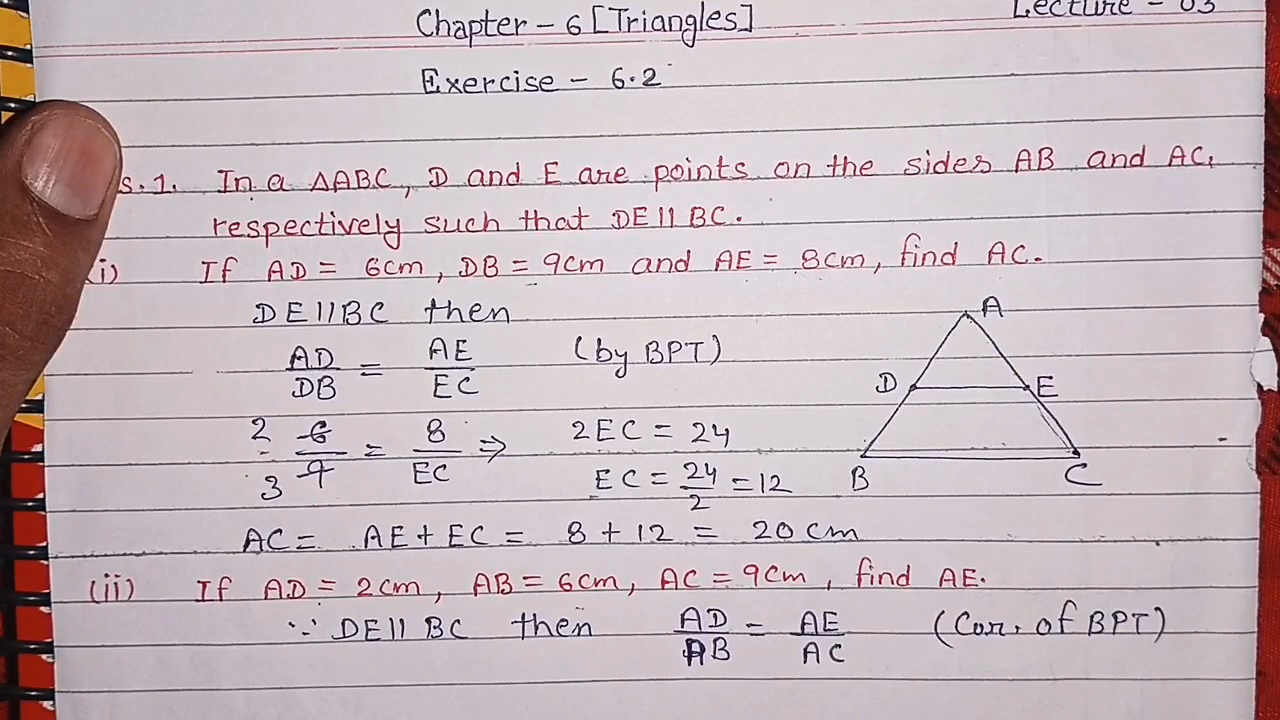 Chapter - 6 [Triangles]
Lecture - 03
Exercise - 6.2
s.1. In a △ABC, D and E are points on the sides AB and AC,
respectively such that DE || BC.
(i) If AD = 6cm, DB = 9cm and AE = 8cm, find AC.
DE || BC then
AD/DB = AE/EC (by BPT)
2 6/9 3 = 8/EC ⇒ 2EC = 24
EC = 24/2 = 12
AC = AE + EC = 8 + 12 = 20 cm
A
D E
B C
(ii) If AD = 2cm, AB = 6cm, AC = 9cm, find AE.
∵ DE || BC then AD/AB = AE/AC (Cor. of BPT)